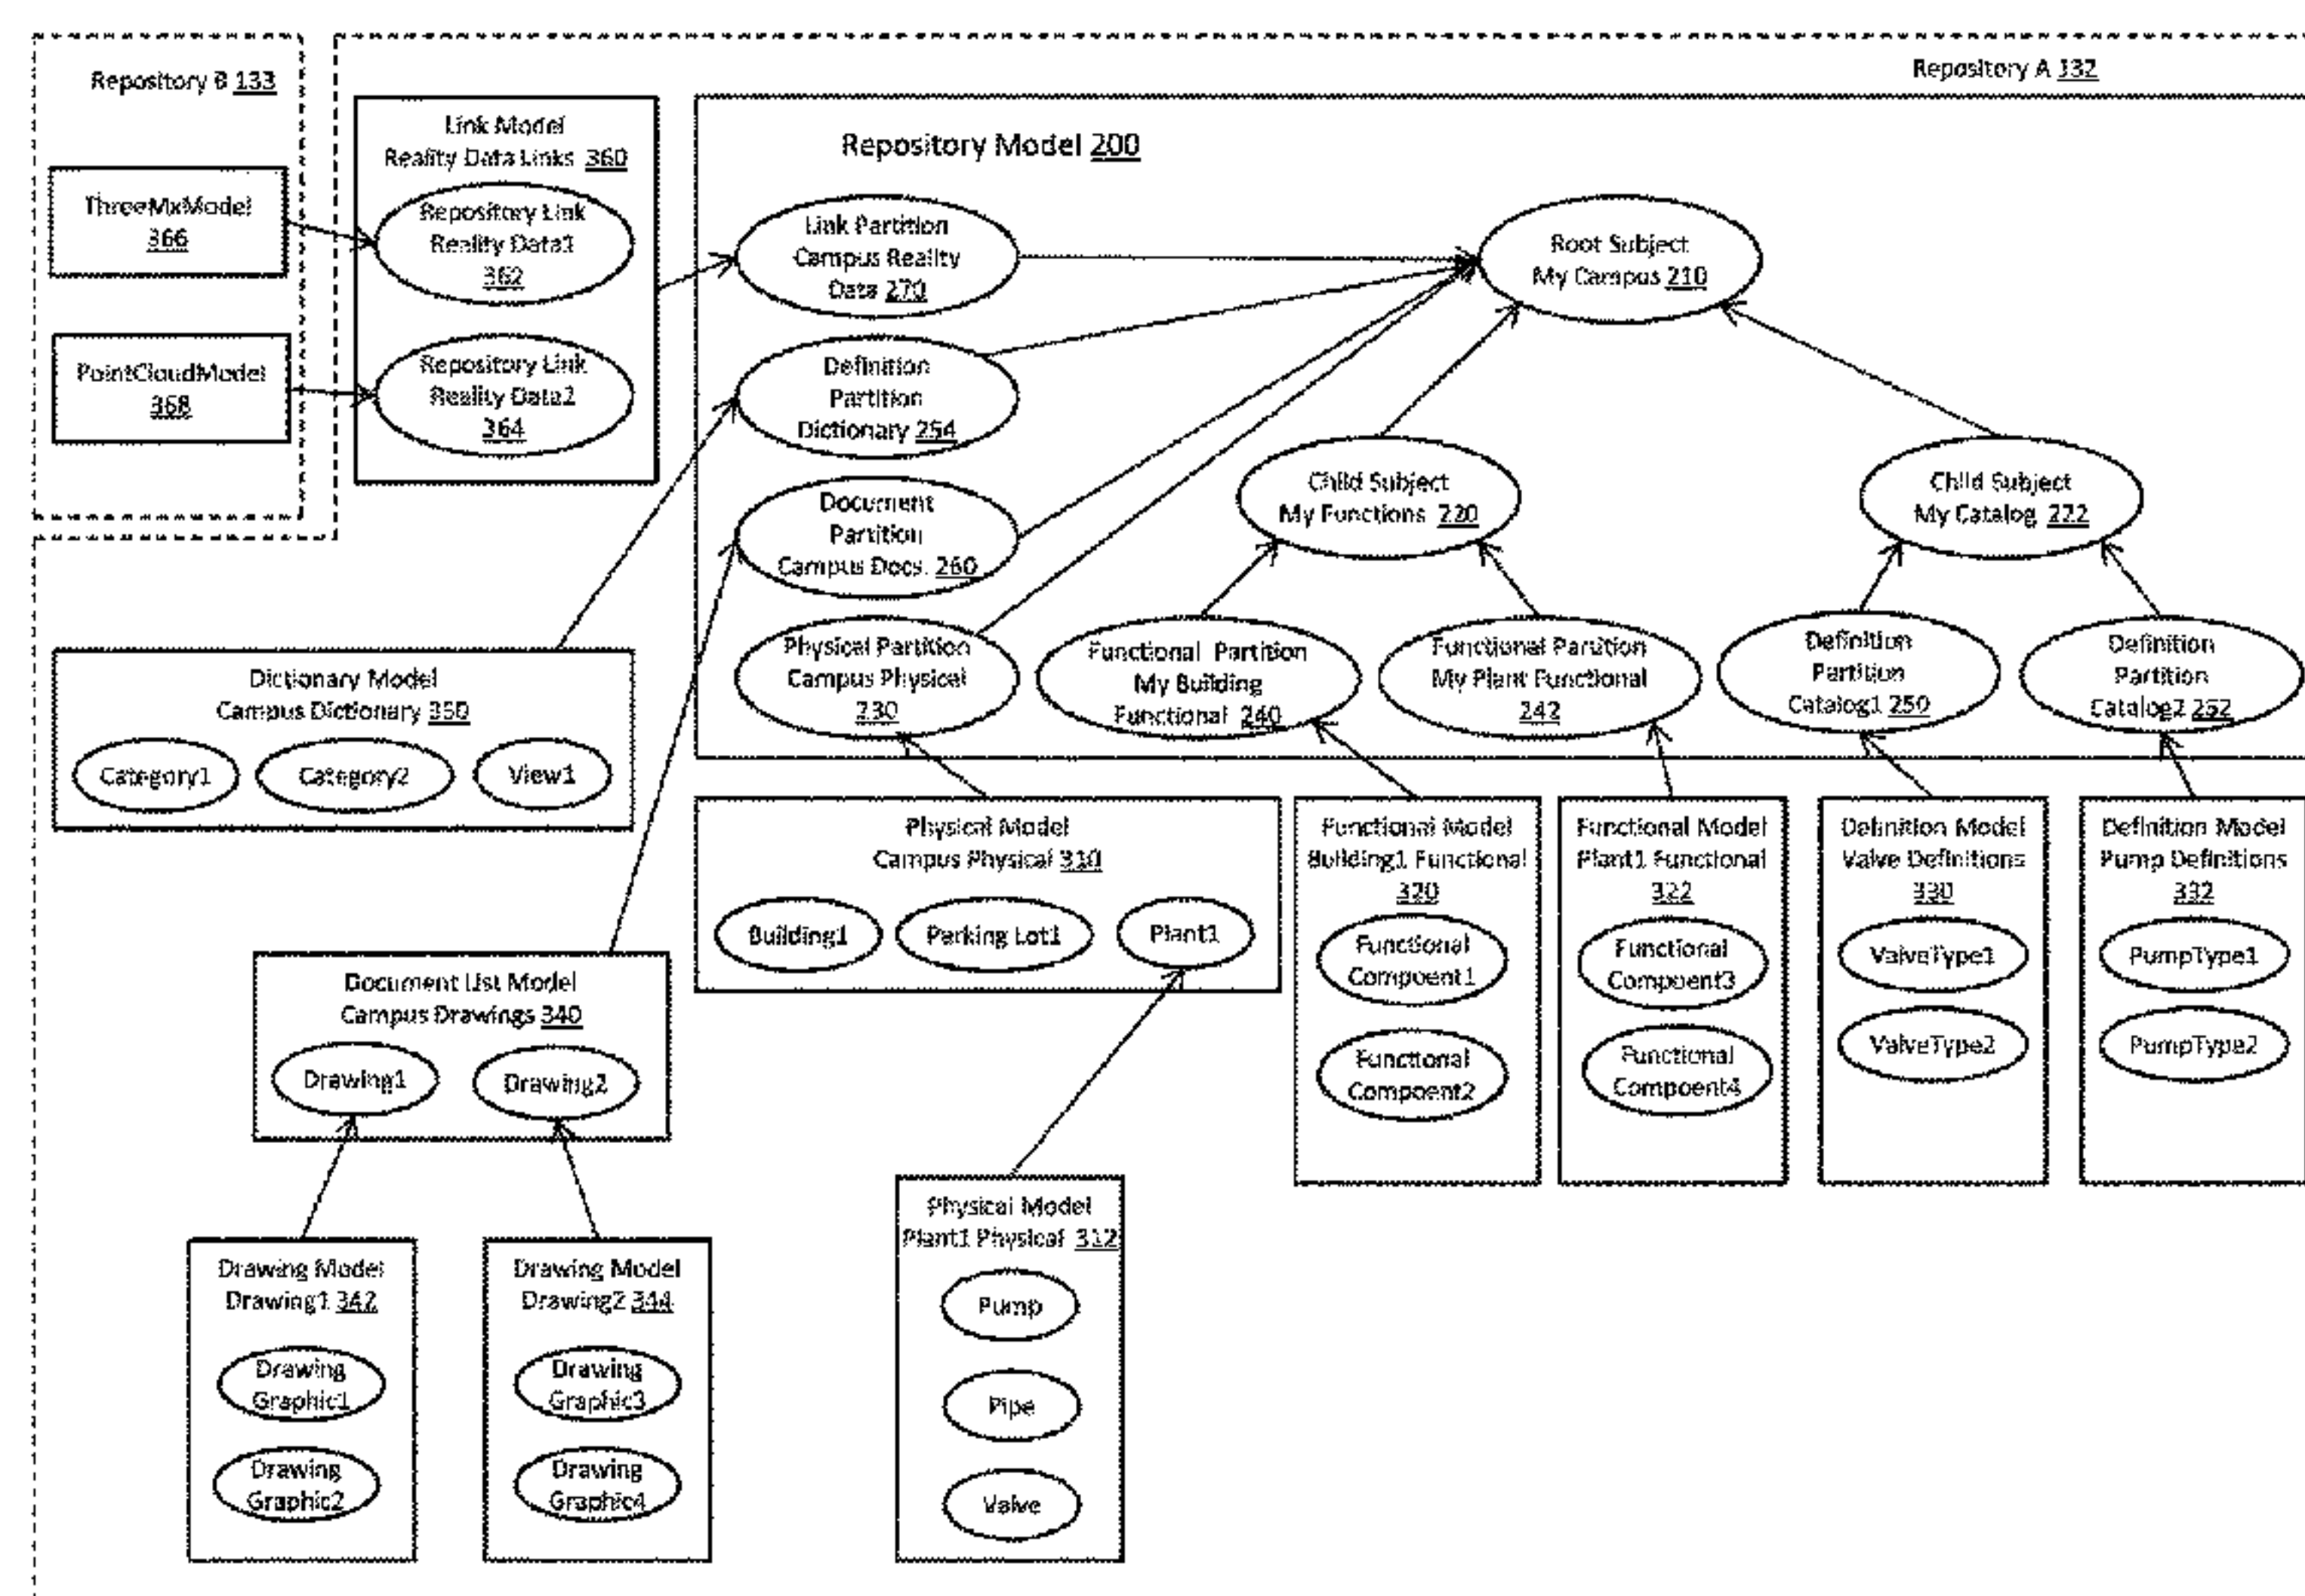 Repository B 133
Repository A 132
ThreeMxModel
366
PointCloudModel
368
Link Model
Reality Data Links 360
Repository Link
Reality Data1
362
Repository Link
Reality Data2
364
Repository Model 200
Link Partition
Campus Reality
Data 270
Root Subject
My Campus 210
Definition
Partition
Dictionary 254
Document
Partition
Campus Docs. 260
Child Subject
My Functions 220
Child Subject
My Catalog 222
Physical Partition
Campus Physical
230
Functional Partition
My Building
Functional 240
Functional Partition
My Plant Functional
242
Definition
Partition
Catalog1 250
Definition
Partition
Catalog2 252
Dictionary Model
Campus Dictionary 350
Category1
Category2
View1
Physical Model
Campus Physical 310
Building1
Parking Lot1
Plant1
Functional Model
Building1 Functional
320
Functional
Compoent1
Functional
Compoent2
Functional Model
Plant1 Functional
322
Functional
Compoent3
Functional
Compoent4
Definition Model
Valve Definitions
330
ValveType1
ValveType2
Definition Model
Pump Definitions
332
PumpType1
PumpType2
Document List Model
Campus Drawings 340
Drawing1
Drawing2
Drawing Model
Drawing1 342
Drawing
Graphic1
Drawing
Graphic2
Drawing Model
Drawing2 344
Drawing
Graphic3
Drawing
Graphic4
Physical Model
Plant1 Physical 312
Pump
Pipe
Valve